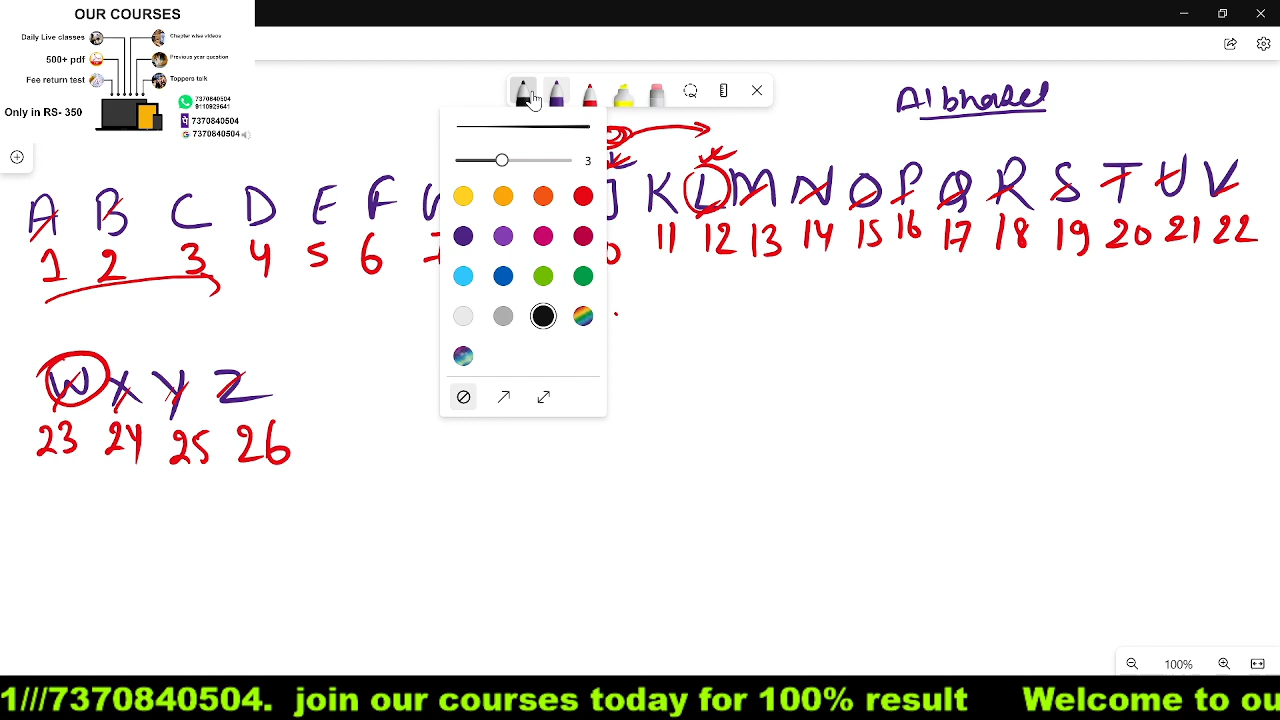 OUR COURSES
Daily Live classes
Chapter wise videos
500+ pdf
Previous year question
Fee return test
Toppers talk
Only in RS- 350
7370840504
9110929641
7370840504
7370840504
Albhabel
3
A B C D E F J K L M N O P Q R S T U V
1 2 3 4 5 6 11 12 13 14 15 16 17 18 19 20 21 22
W X Y Z
23 24 25 26
100%
1///7370840504. join our courses today for 100% result Welcome to ou